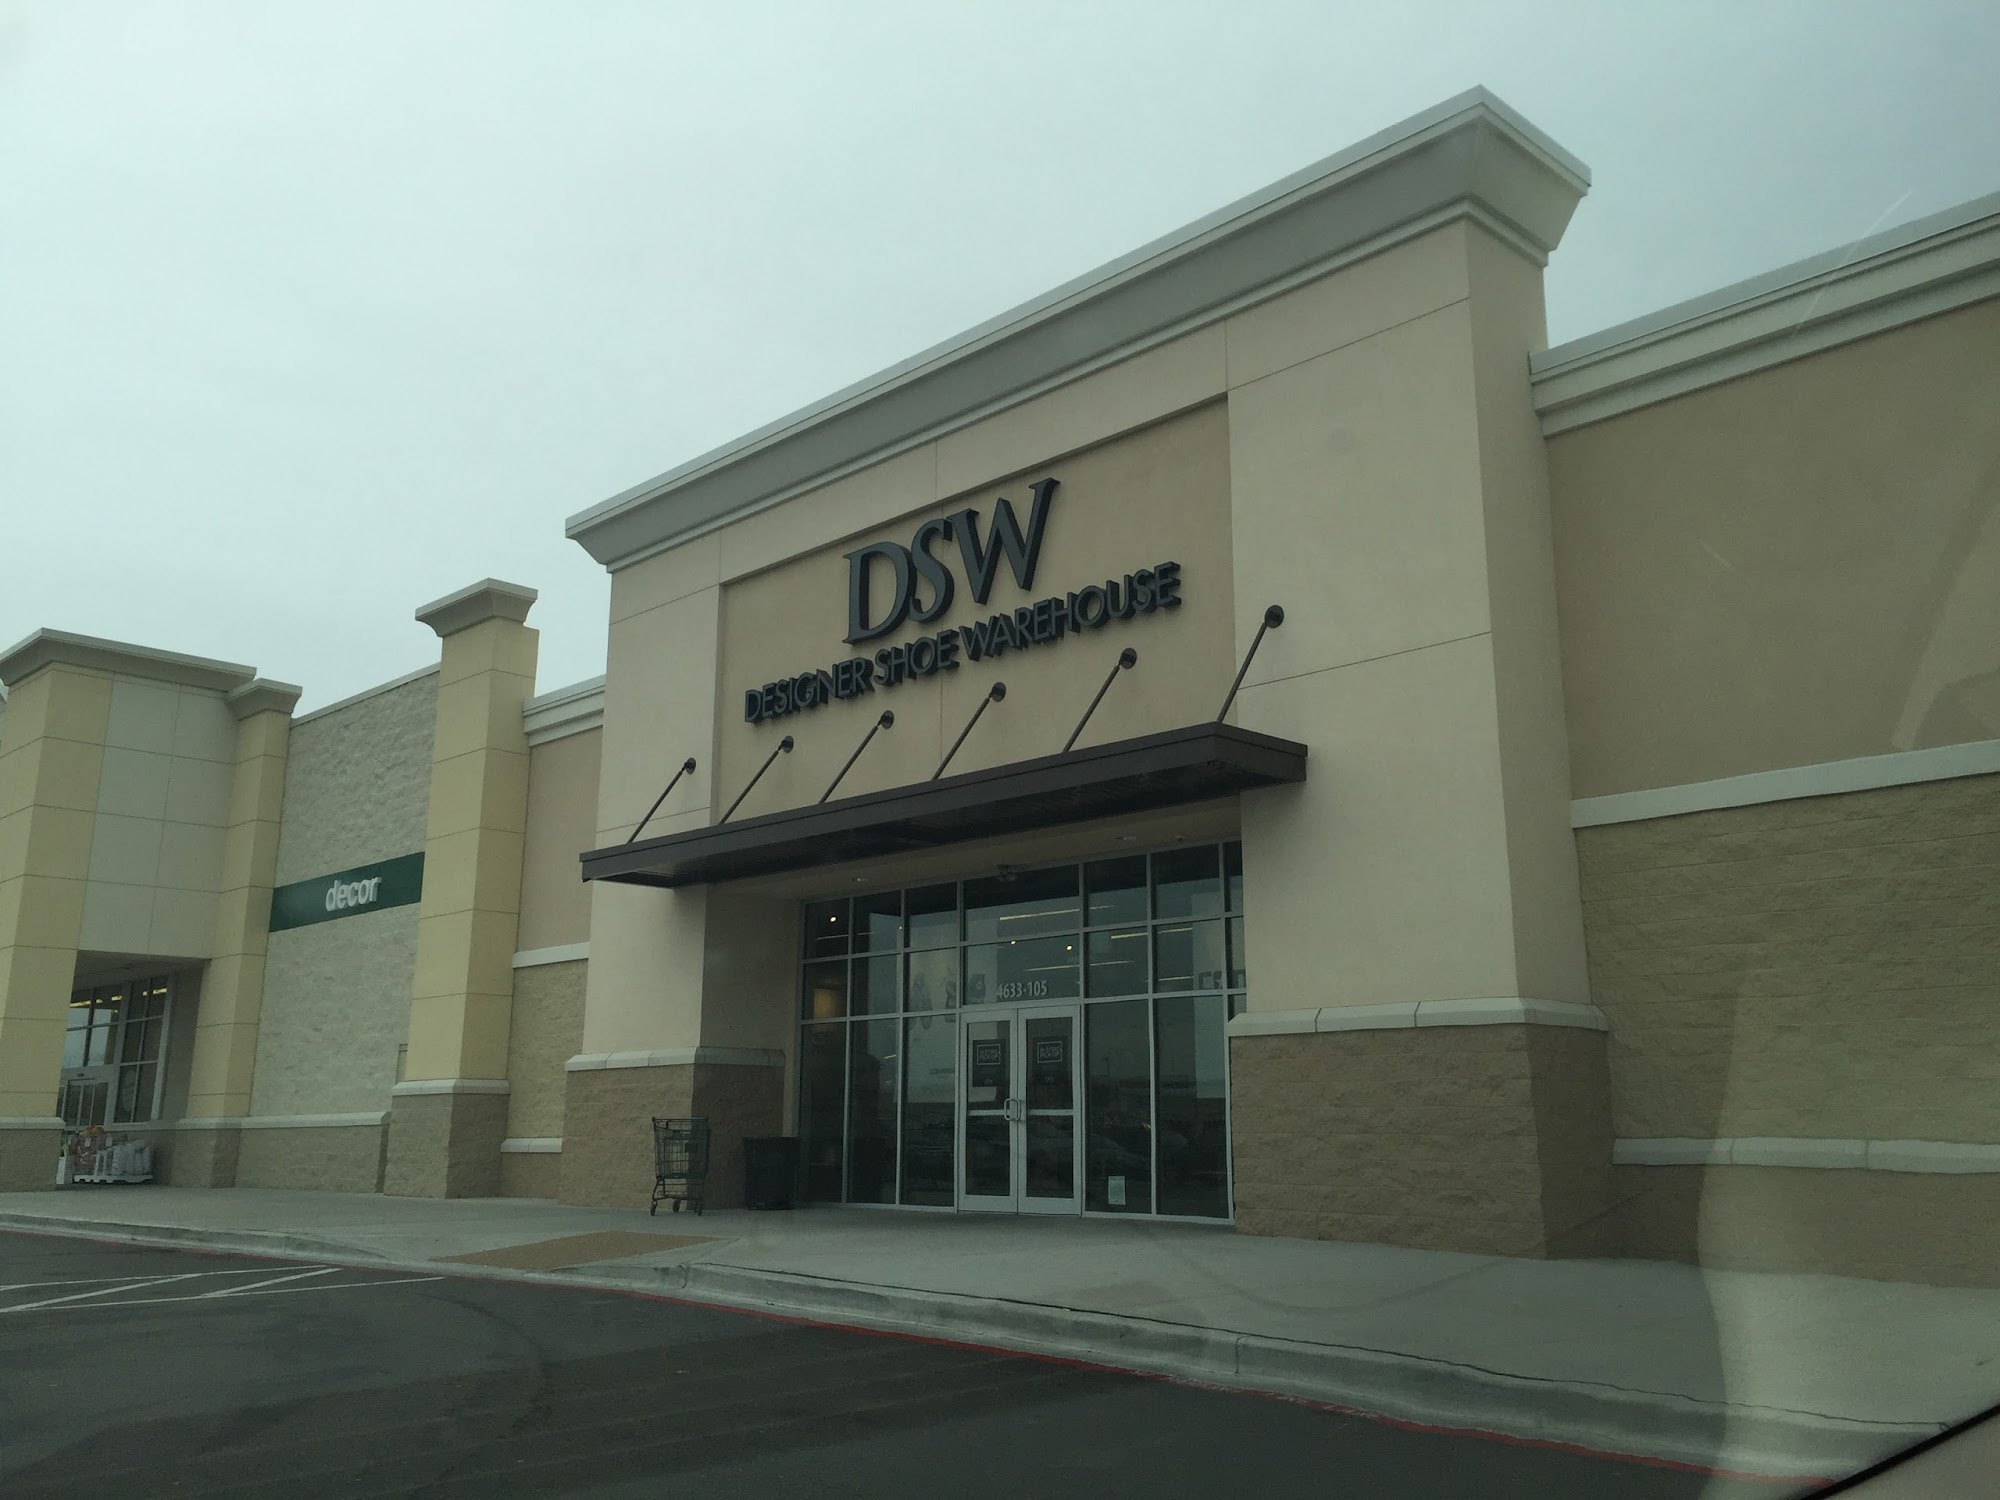 DSW
DESIGNER SHOE WAREHOUSE
decor
4633-105